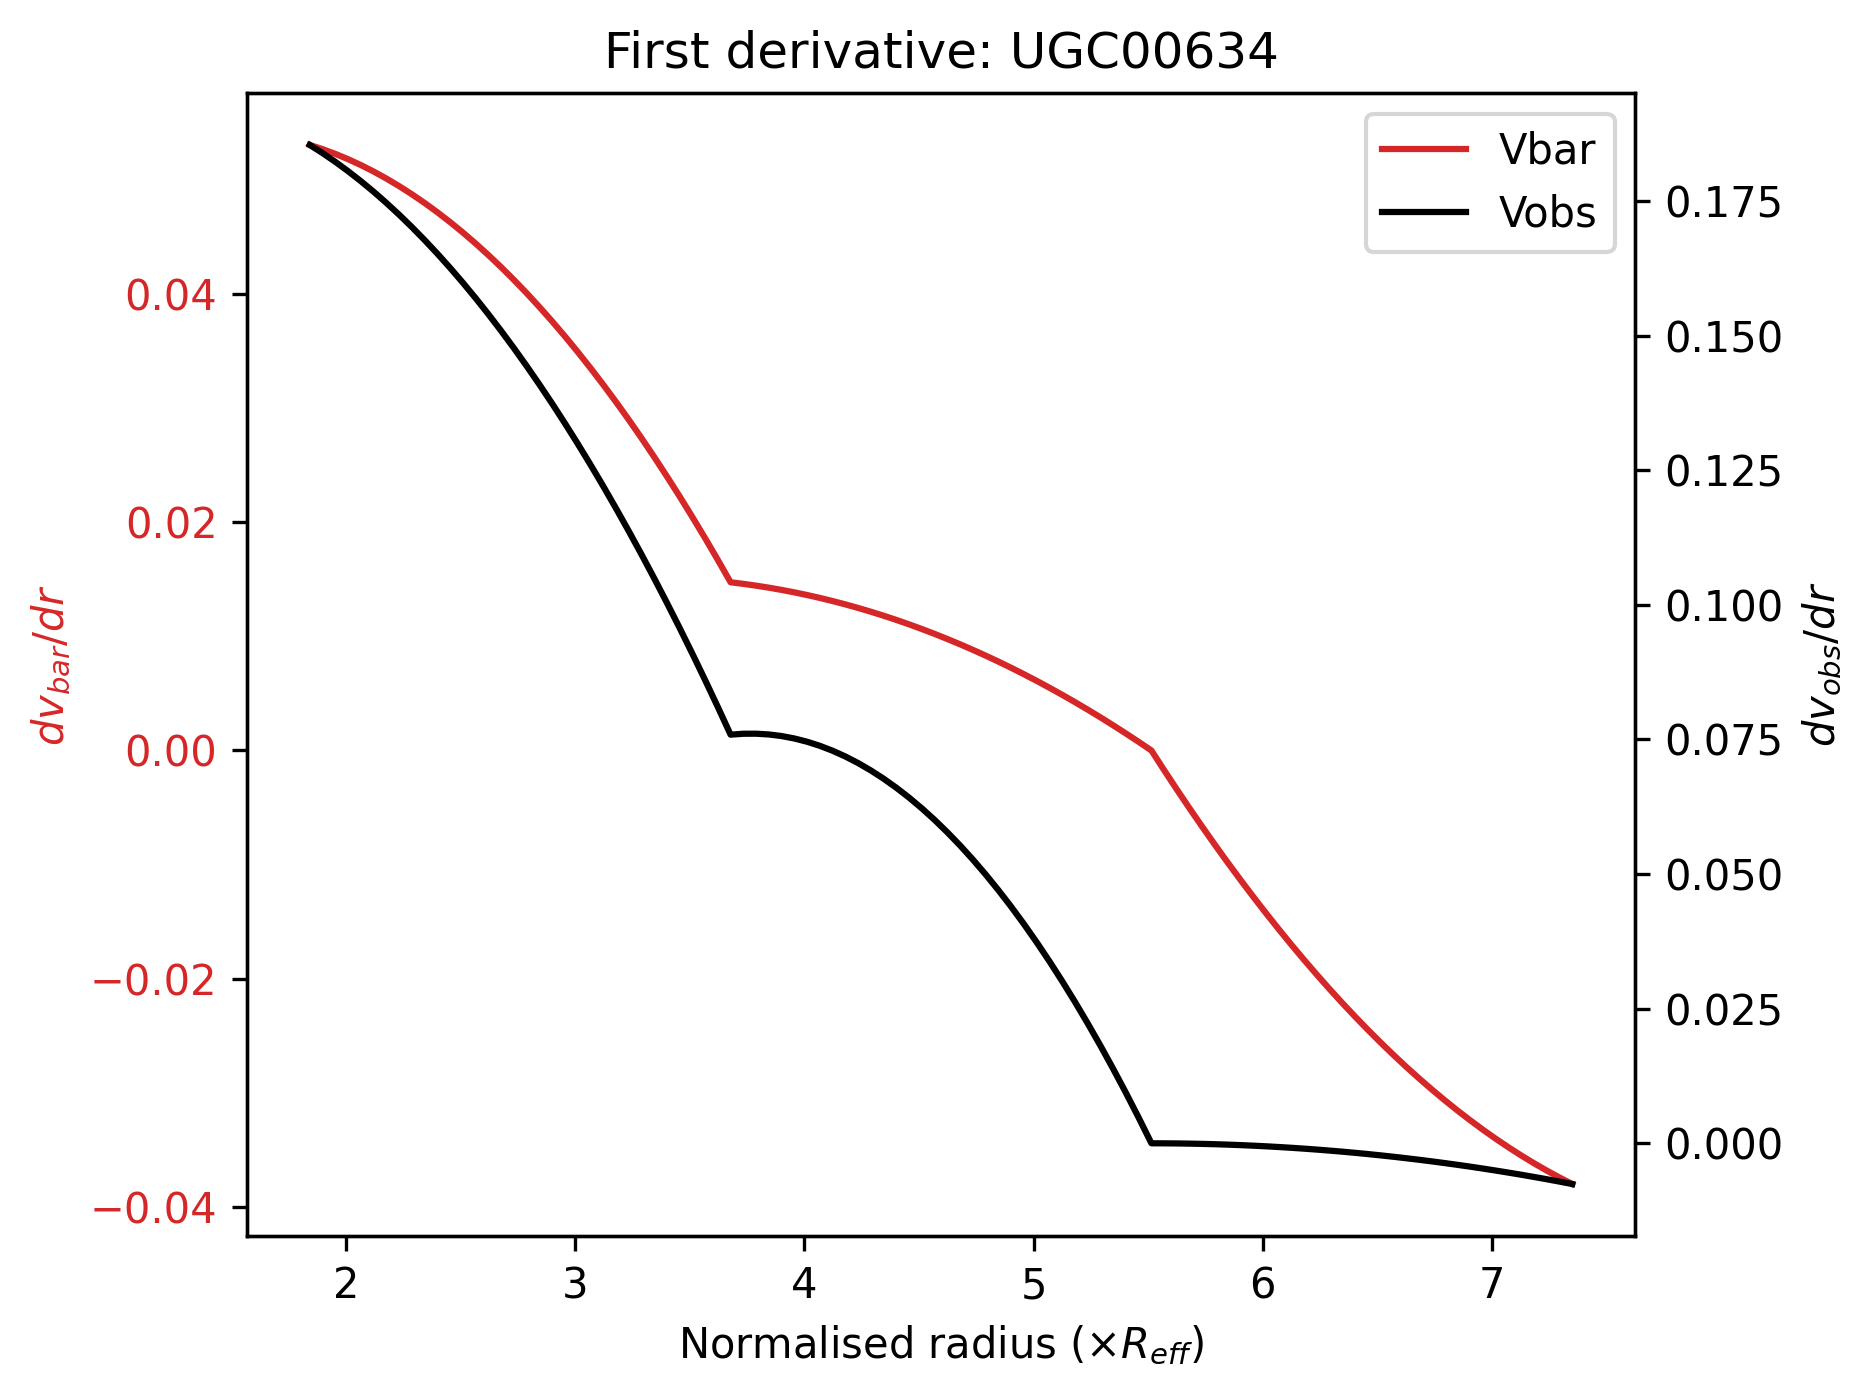 First derivative: UGC00634
Vbar
Vobs
0.04
0.02
0.00
−0.02
−0.04
dv_bar/dr
0.175
0.150
0.125
0.100
0.075
0.050
0.025
0.000
dv_obs/dr
2 3 4 5 6 7
Normalised radius (×R_eff)